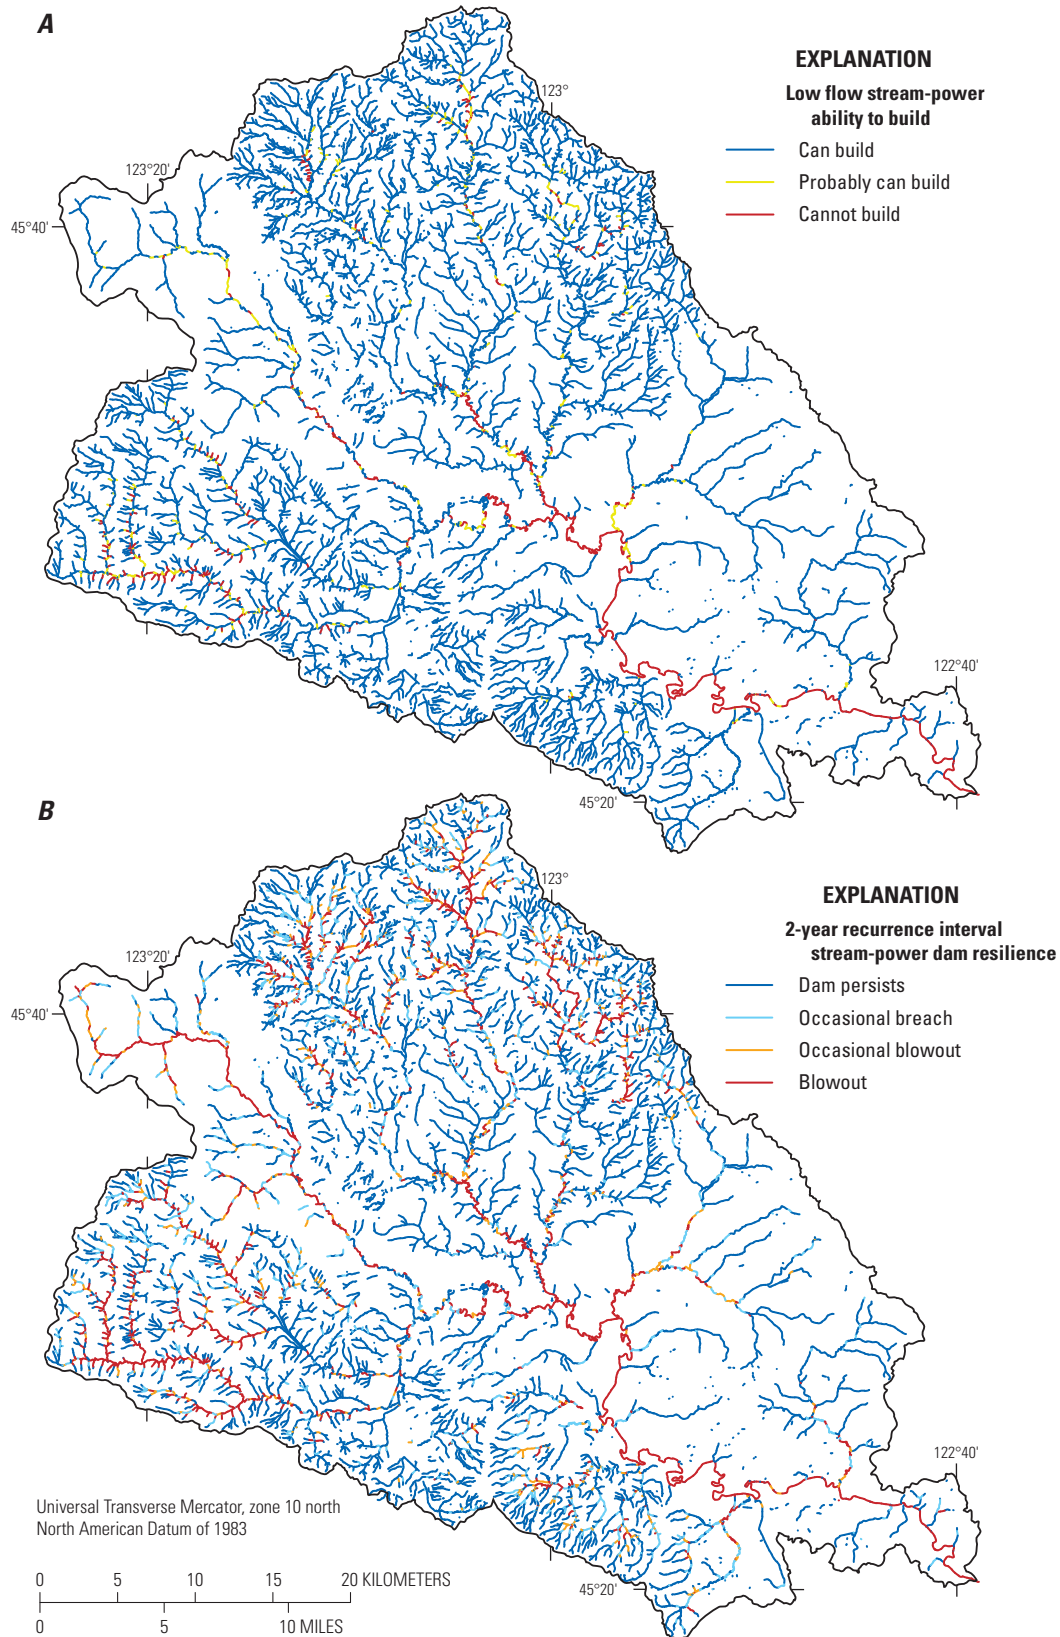 A
EXPLANATION
Low flow stream-power
ability to build
Can build
Probably can build
Cannot build
123°
123°20'
45°40'
122°40'
45°20'
B
EXPLANATION
2-year recurrence interval
stream-power dam resilience
Dam persists
Occasional breach
Occasional blowout
Blowout
123°
123°20'
45°40'
122°40'
45°20'
Universal Transverse Mercator, zone 10 north
North American Datum of 1983
0 5 10 15 20 KILOMETERS
0 5 10 MILES